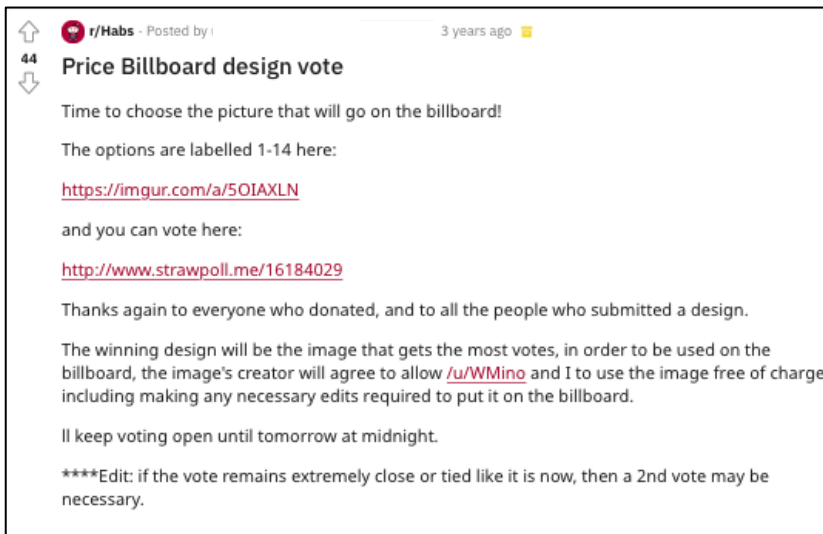 r/Habs · Posted by
3 years ago
44
Price Billboard design vote
Time to choose the picture that will go on the billboard!
The options are labelled 1-14 here:
https://imgur.com/a/5OIAXLN
and you can vote here:
http://www.strawpoll.me/16184029
Thanks again to everyone who donated, and to all the people who submitted a design.
The winning design will be the image that gets the most votes, in order to be used on the
billboard, the image's creator will agree to allow /u/WMino and I to use the image free of charge
including making any necessary edits required to put it on the billboard.
ll keep voting open until tomorrow at midnight.
****Edit: if the vote remains extremely close or tied like it is now, then a 2nd vote may be
necessary.